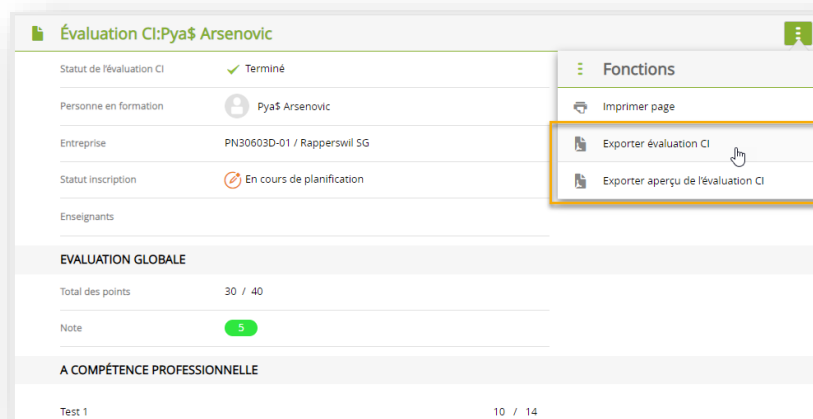 Évaluation CI:Pya$ Arsenovic
Statut de l'évaluation CI
Terminé
Fonctions
Personne en formation
Pya$ Arsenovic
Imprimer page
Entreprise
PN30603D-01 / Rapperswil SG
Exporter évaluation CI
Statut inscription
En cours de planification
Exporter aperçu de l'évaluation CI
Enseignants
EVALUATION GLOBALE
Total des points
30 / 40
Note
5
A COMPÉTENCE PROFESSIONNELLE
Test 1
10 / 14